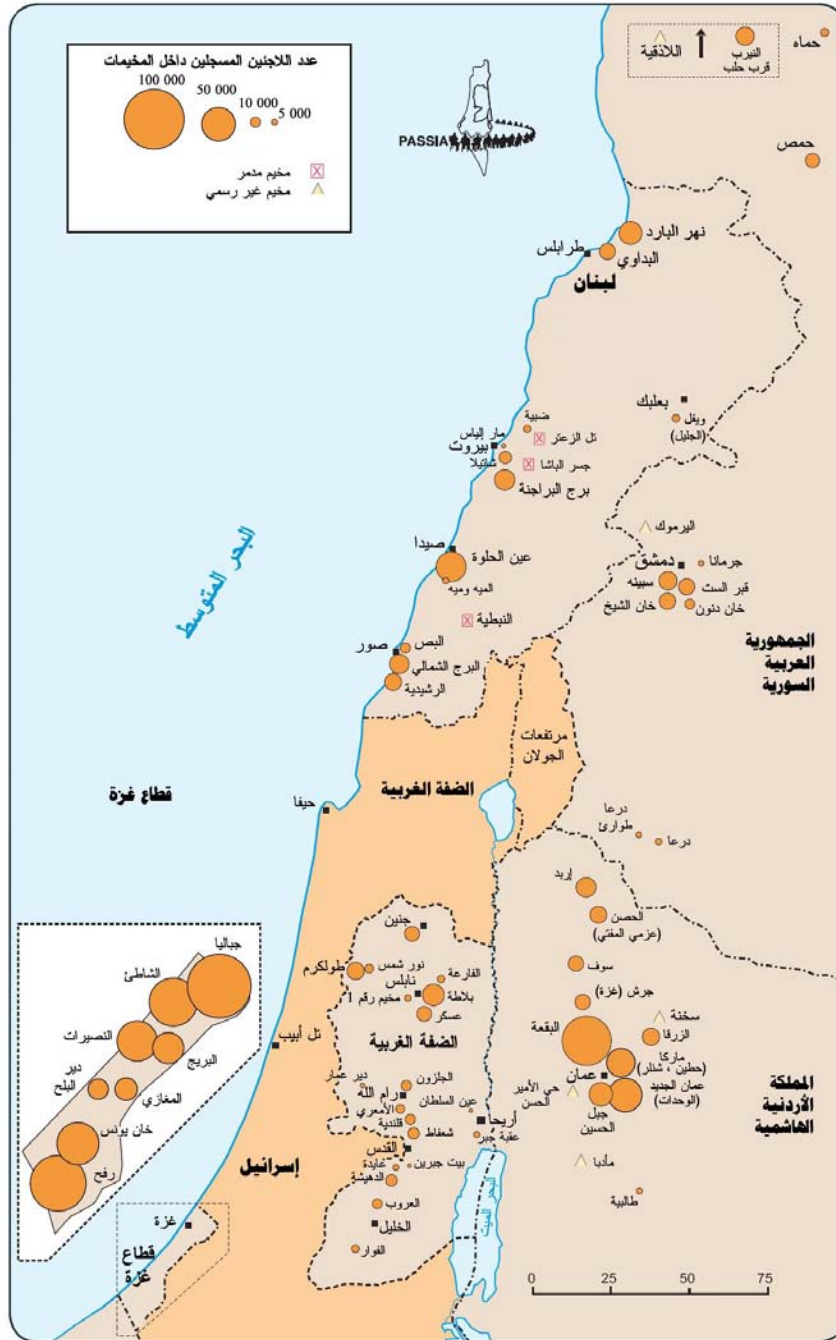 عدد اللاجئين المسجلين داخل المخيمات
100 000
50 000
10 000
5 000
مخيم مدمر
مخيم غير رسمي
PASSIA
اللاذقية
النيرب
قرب حلب
حماه
حمص
نهر البارد
طرابلس
البداوي
لبنان
بعلبك
ويفل
(الجليل)
ضبية
مار إلياس
تل الزعتر
بيروت
شاتيلا
جسر الباشا
برج البراجنة
اليرموك
صيدا
عين الحلوة
دمشق
جرمانا
سبينه
قبر الست
الميه وميه
خان الشيخ
خان دنون
النبطية
البص
صور
البرج الشمالي
الرشيدية
الجمهورية
العربية
السورية
البحر المتوسط
مرتفعات
الجولان
قطاع غزة
الضفة الغربية
حيفا
درعا
طوارئ
درعا
إربد
الحصن
(عزمي المفتي)
جنين
سوف
طولكرم
نور شمس
الفارعة
نابلس
مخيم رقم 1
بلاطة
عسكر
جرش (غزة)
سخنة
البقعة
الزرقا
ماركا
(حطين ، شنلر)
عمان
عمان الجديد
(الوحدات)
حي الأمير
الحسن
جبل
الحسين
المملكة
الأردنية
الهاشمية
جباليا
الشاطئ
النصيرات
البريج
دير
البلح
المغازي
خان يونس
رفح
تل أبيب
الضفة الغربية
دير عمار
الجلزون
رام الله
عين السلطان
الأمعري
قلندية
أريحا
شعفاط
عقبة جبر
القدس
عايدة
بيت جبرين
الدهيشة
إسرائيل
العروب
الخليل
الفوار
البحر الميت
مأدبا
طالبية
غزة
قطاع
غزة
0
25
50
75